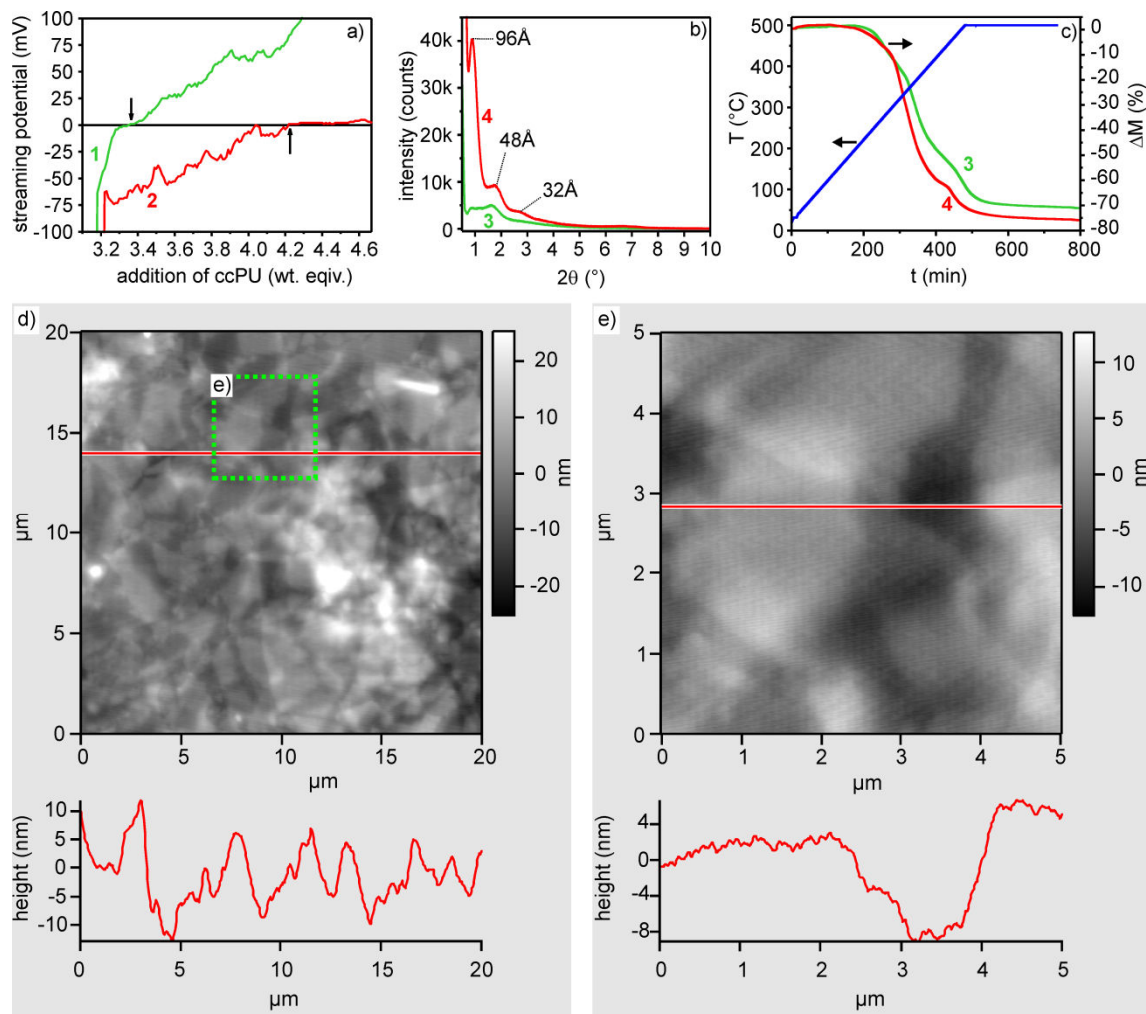 a)
streaming potential (mV)
100
75
50
25
0
-25
-50
-75
-100
1
2
3.2 3.4 3.6 3.8 4.0 4.2 4.4 4.6
addition of ccPU (wt. eqiv.)
b)
intensity (counts)
40k
30k
20k
10k
0
96Å
48Å
32Å
4
3
1 2 3 4 5 6 7 8 9 10
2θ (°)
c)
T (°C)
500
400
300
200
100
0
0
-10
-20
-30
-40
-50
-60
-70
-80
ΔM (%)
3
4
0 200 400 600 800
t (min)
d)
20
15
10
5
0
µm
e)
0 5 10 15 20
µm
20
10
0
-10
-20
nm
height (nm)
10
5
0
-5
-10
0 5 10 15 20
µm
e)
5
4
3
2
1
0
µm
0 1 2 3 4 5
µm
10
5
0
-5
-10
nm
height (nm)
4
0
-4
-8
0 1 2 3 4 5
µm